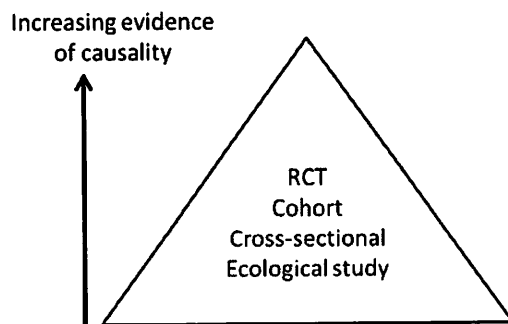 Increasing evidence
of causality
RCT
Cohort
Cross-sectional
Ecological study